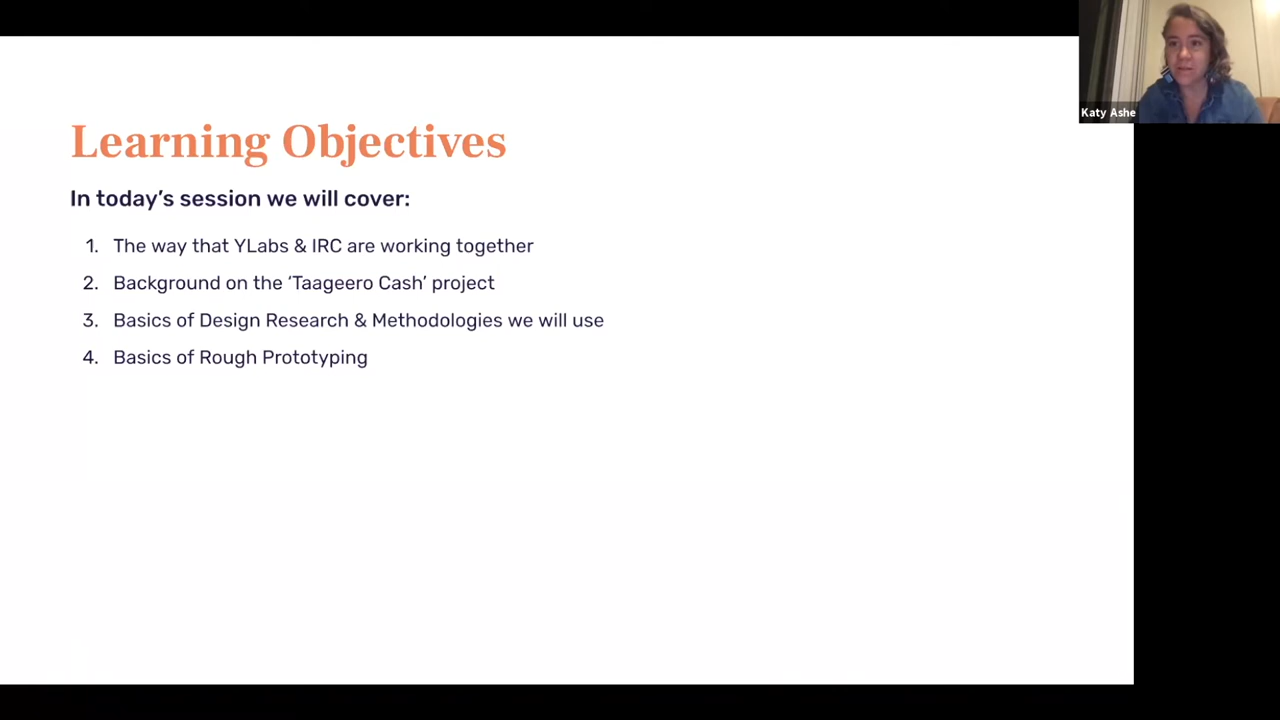 Learning Objectives
In today's session we will cover:
1. The way that YLabs & IRC are working together
2. Background on the ‘Taageero Cash’ project
3. Basics of Design Research & Methodologies we will use
4. Basics of Rough Prototyping
Katy Ashe